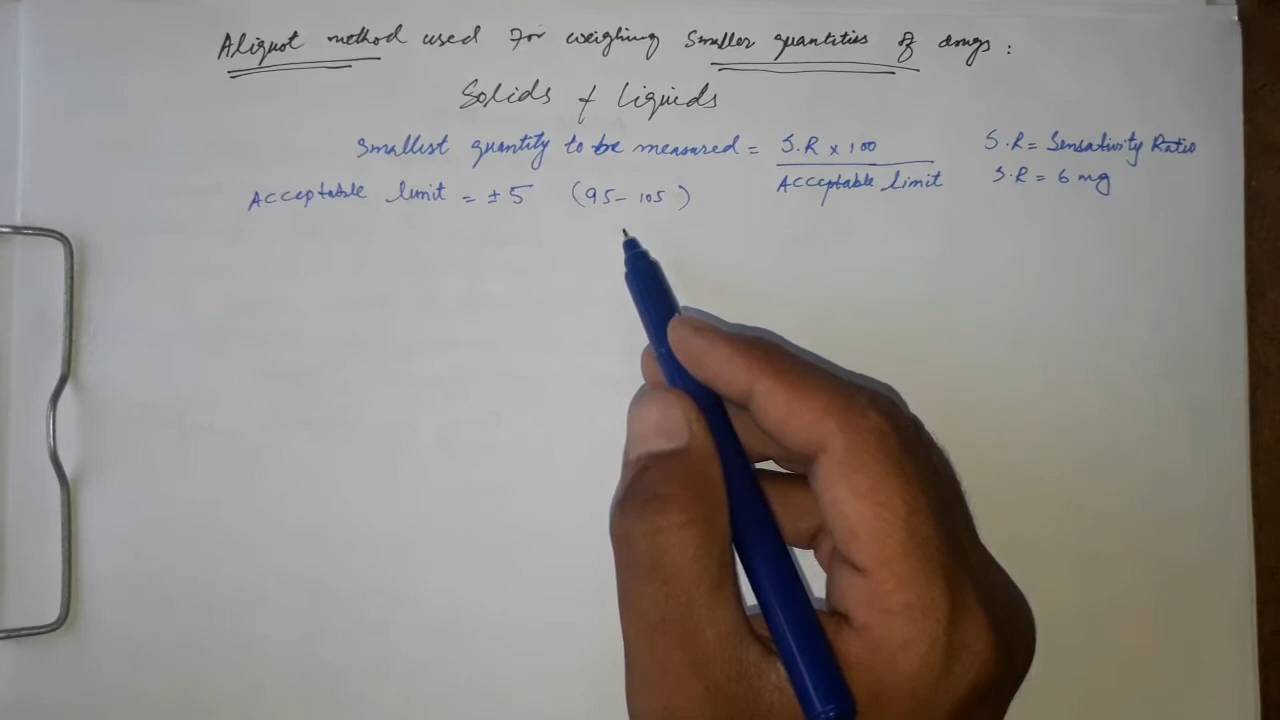 Aliquot method used For weighing Smaller quantities of drugs :
Solids & Liquids
Smallest quantity to be measured = S.R x 100
Acceptable limit
S.R = Sensativity Ratio
S.R = 6 mg
Acceptable limit = ± 5 (95 - 105)